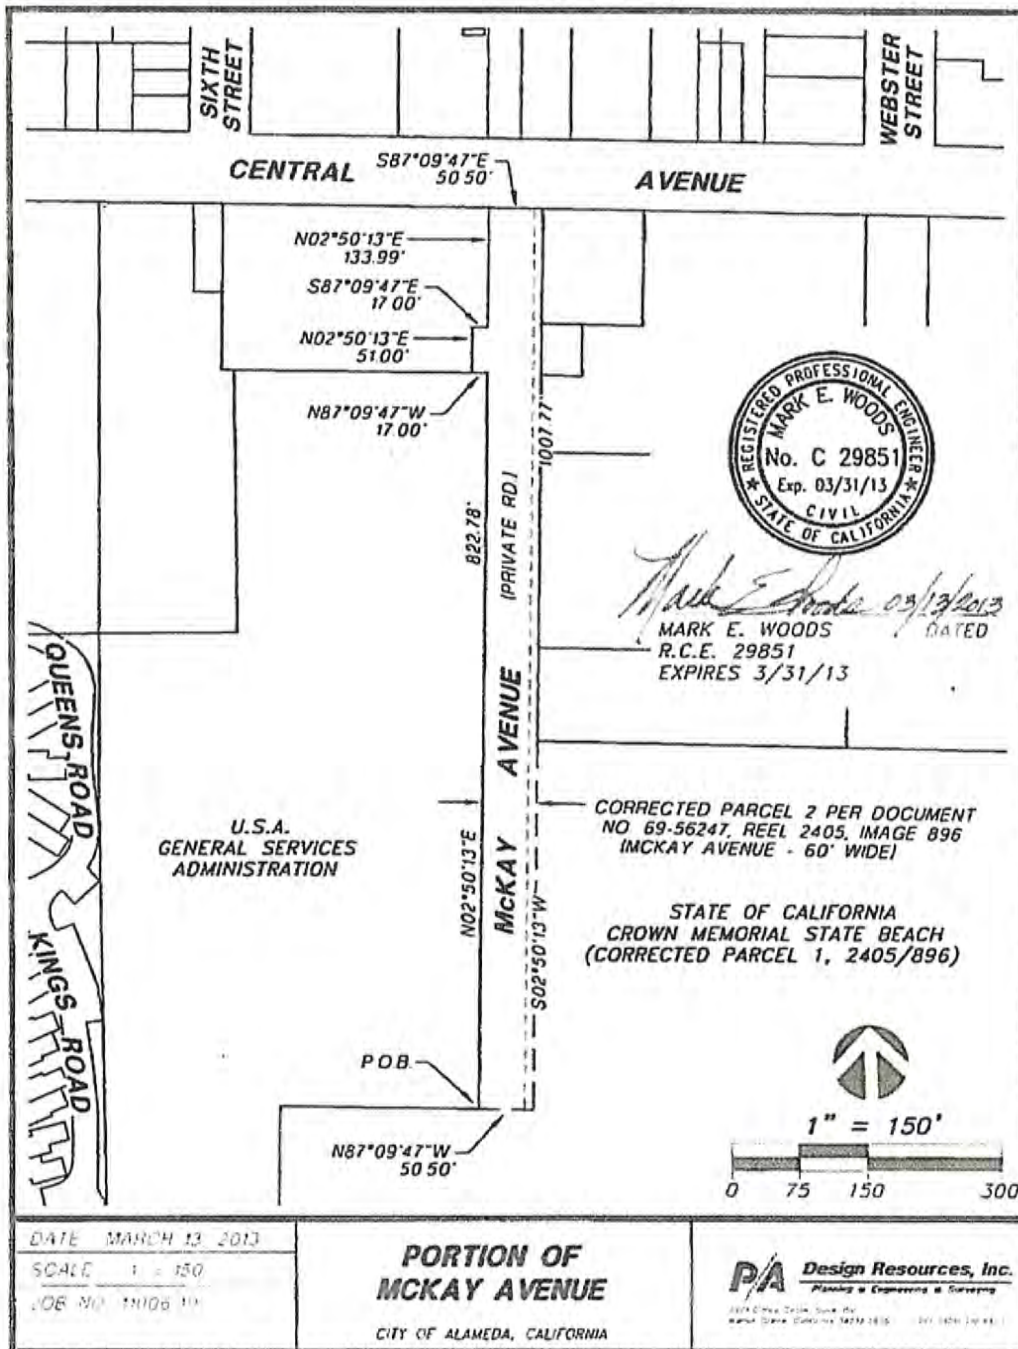 SIXTH
STREET
WEBSTER
STREET
CENTRAL
AVENUE
S87°09'47"E
50 50'
N02°50'13"E
133.99'
S87°09'47"E
17 00'
N02°50'13"E
51.00'
N87°09'47"W
17.00'
822.78'
(PRIVATE RD.)
1007.77
REGISTERED PROFESSIONAL ENGINEER
MARK E. WOODS
No. C 29851
Exp. 03/31/13
CIVIL
STATE OF CALIFORNIA
Mark E Woods 03/13/2013
MARK E. WOODS
DATED
R.C.E. 29851
EXPIRES 3/31/13
QUEENS ROAD
KINGS ROAD
U.S.A.
GENERAL SERVICES
ADMINISTRATION
N02°50'13"E
McKAY AVENUE
S02°50'13"W
CORRECTED PARCEL 2 PER DOCUMENT
NO 69-56247, REEL 2405, IMAGE 896
(MCKAY AVENUE - 60' WIDE)
STATE OF CALIFORNIA
CROWN MEMORIAL STATE BEACH
(CORRECTED PARCEL 1, 2405/896)
P O B.
N87°09'47"W
50 50'
1" = 150'
0 75 150 300
DATE MARCH 13 2013
SCALE 1 = 150
JOB NO.
PORTION OF
MCKAY AVENUE
CITY OF ALAMEDA, CALIFORNIA
P/A Design Resources, Inc.
Planning & Engineering & Surveying